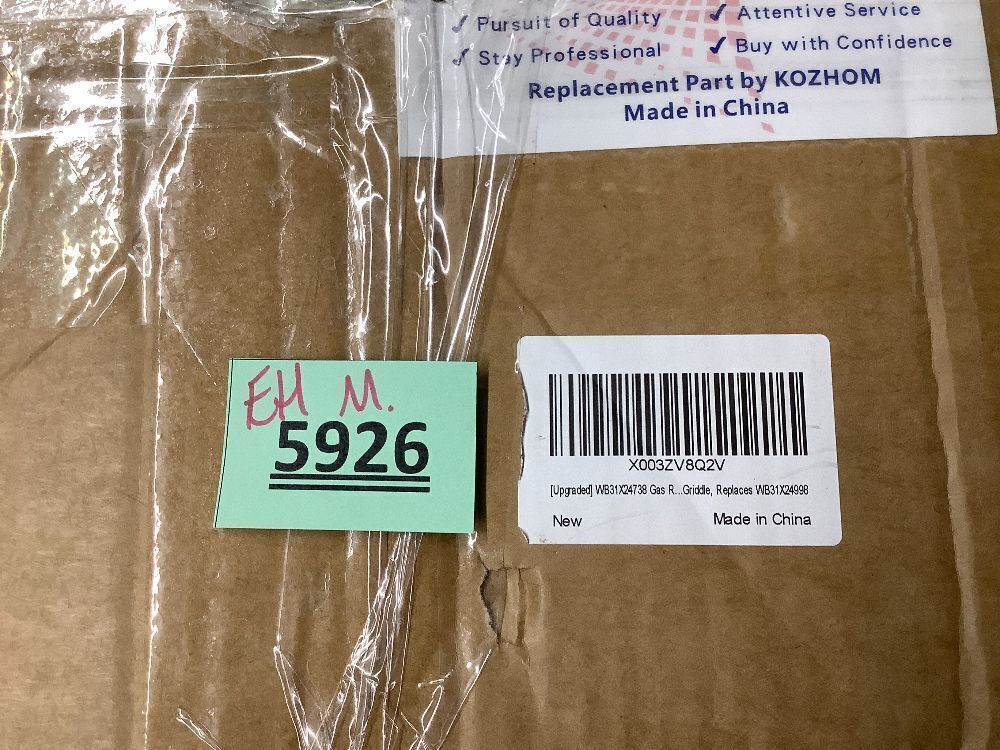 ✓ Pursuit of Quality ✓ Attentive Service
✓ Stay Professional ✓ Buy with Confidence
Replacement Part by KOZHOM
Made in China
EH M.
5926
X003ZV8Q2V
[Upgraded] WB31X24738 Gas R...Griddle, Replaces WB31X24998
New Made in China